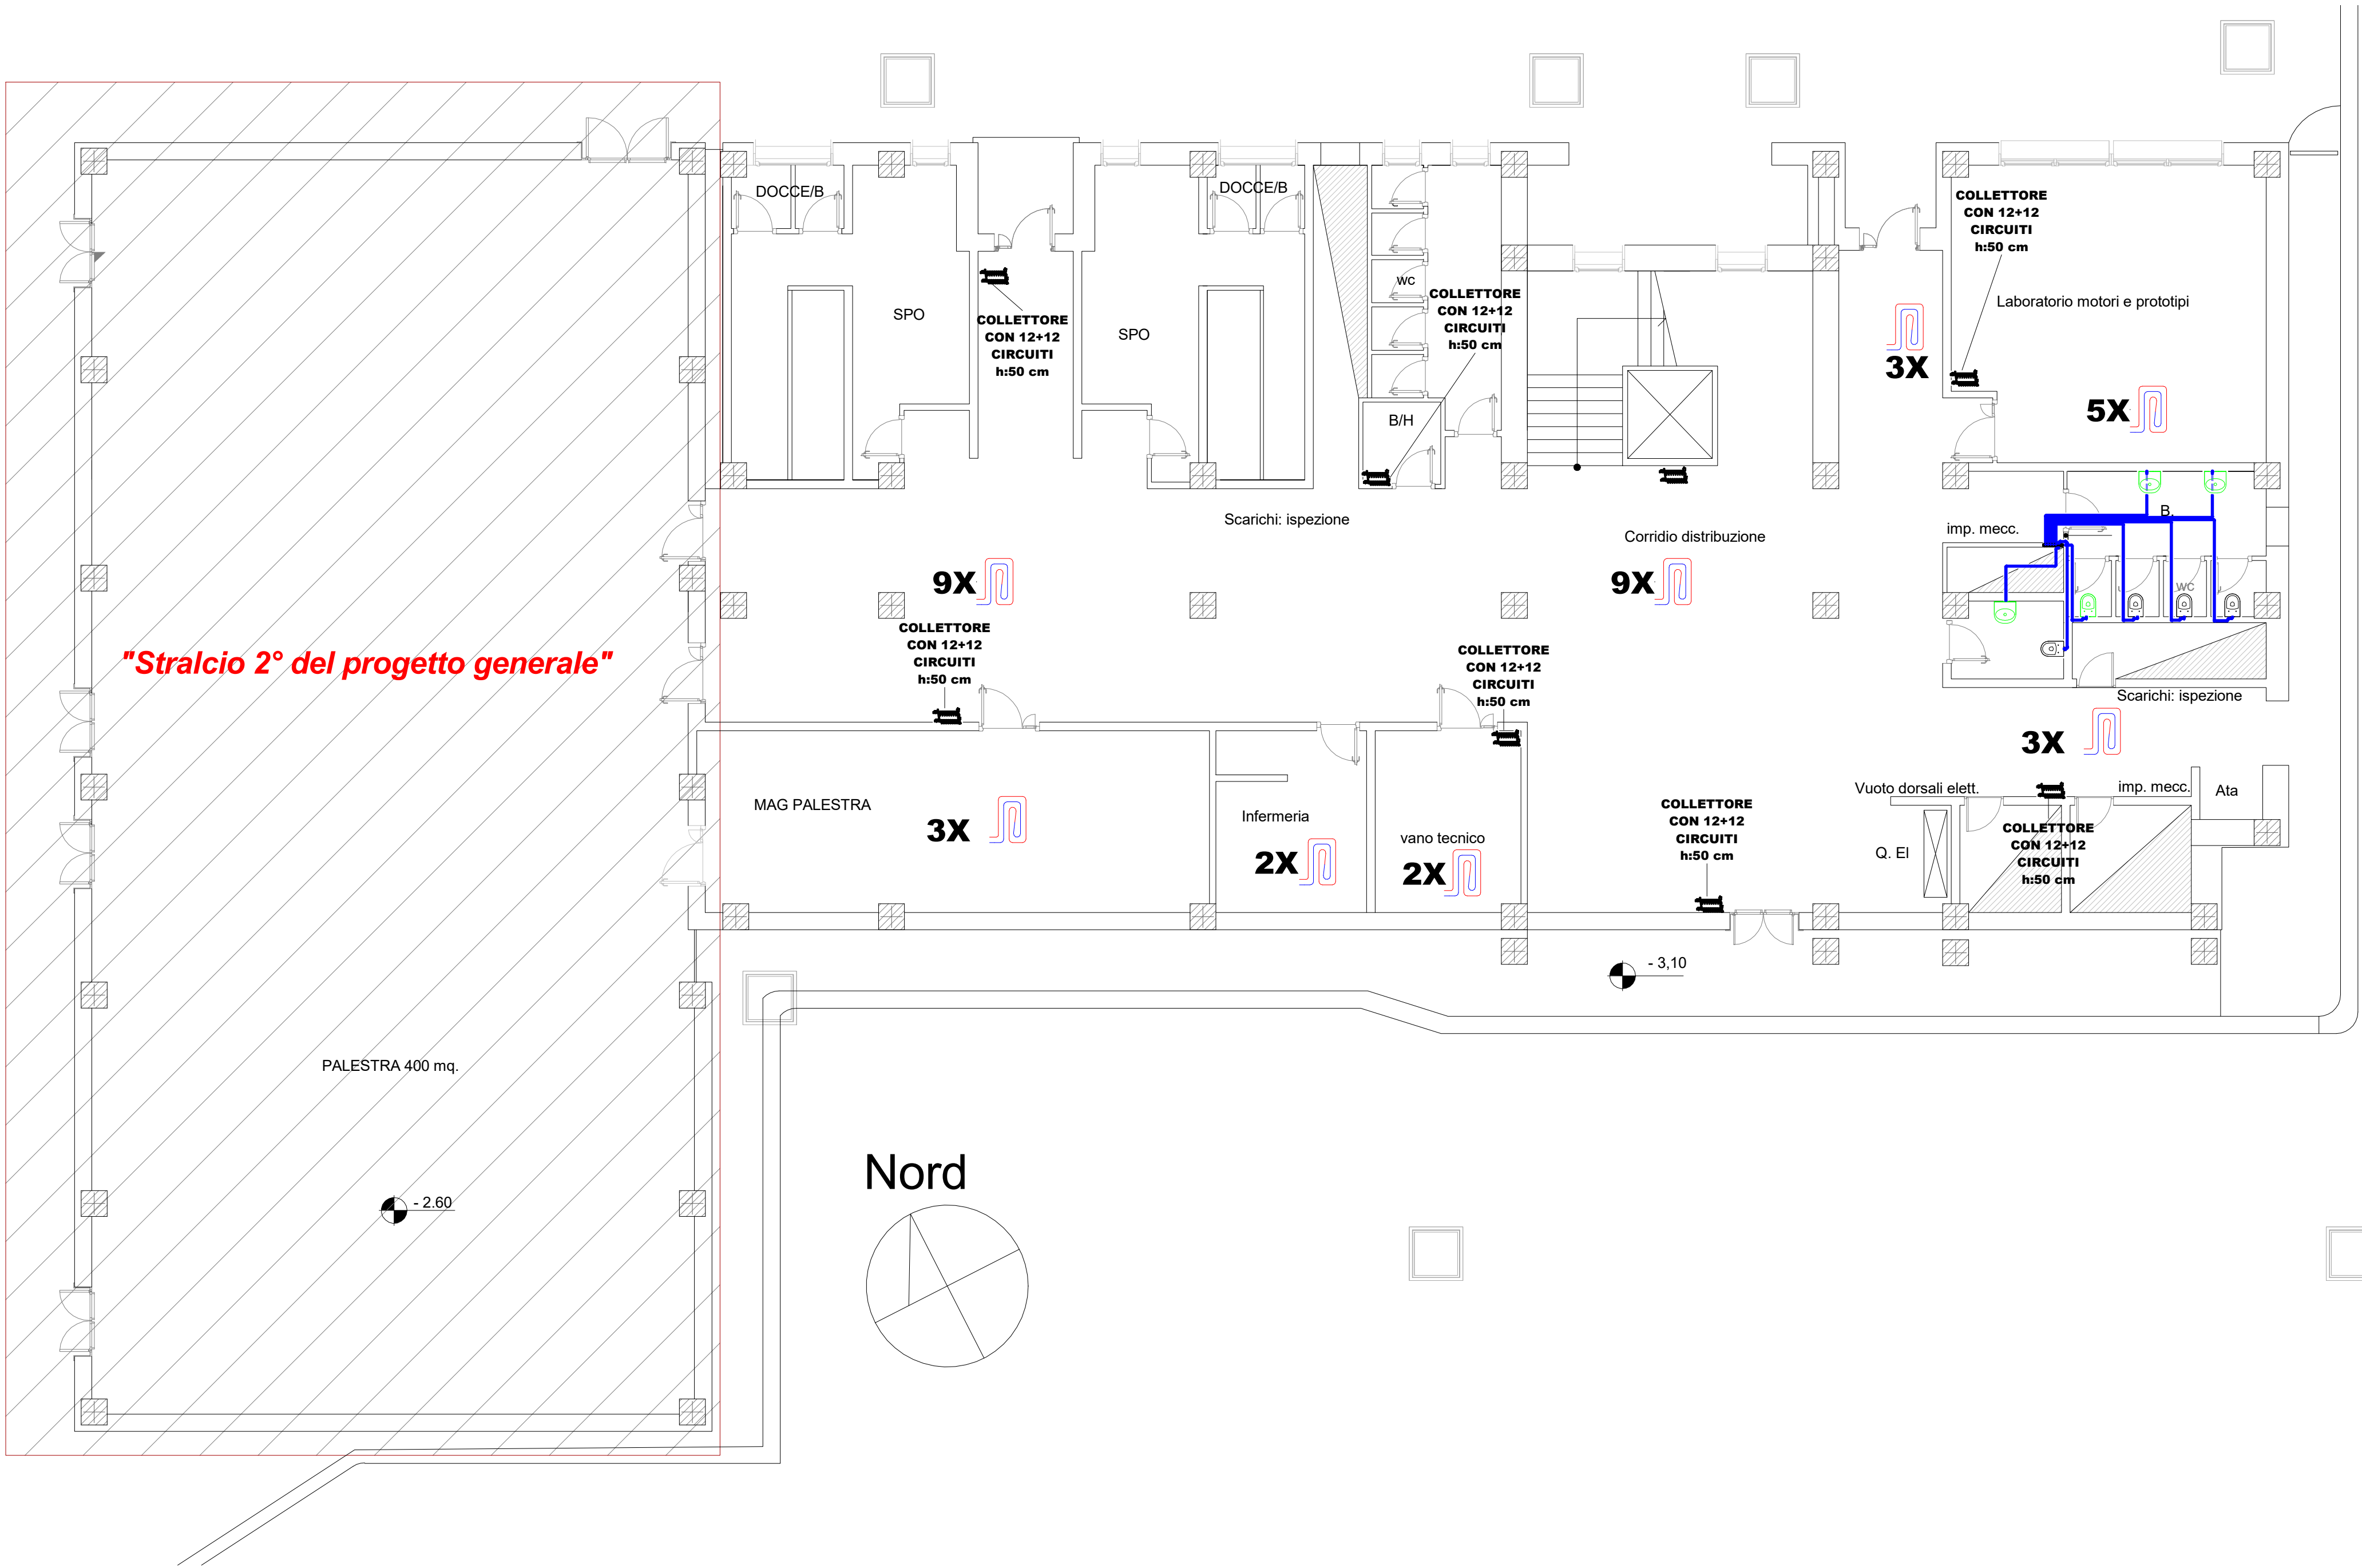 DOCCE/B
DOCCE/B
COLLETTORE
CON 12+12
CIRCUITI
h:50 cm
wc
COLLETTORE
CON 12+12
CIRCUITI
h:50 cm
Laboratorio motori e prototipi
SPO
COLLETTORE
CON 12+12
CIRCUITI
h:50 cm
SPO
3X
5X
B/H
Scarichi: ispezione
Corridio distribuzione
imp. mecc.
B.
9X
9X
WC
"Stralcio 2° del progetto generale"
COLLETTORE
CON 12+12
CIRCUITI
h:50 cm
COLLETTORE
CON 12+12
CIRCUITI
h:50 cm
Scarichi: ispezione
3X
MAG PALESTRA
3X
Infermeria
2X
vano tecnico
2X
COLLETTORE
CON 12+12
CIRCUITI
h:50 cm
Vuoto dorsali elett.
imp. mecc.
Ata
Q. El
COLLETTORE
CON 12+12
CIRCUITI
h:50 cm
- 3,10
PALESTRA 400 mq.
Nord
- 2.60